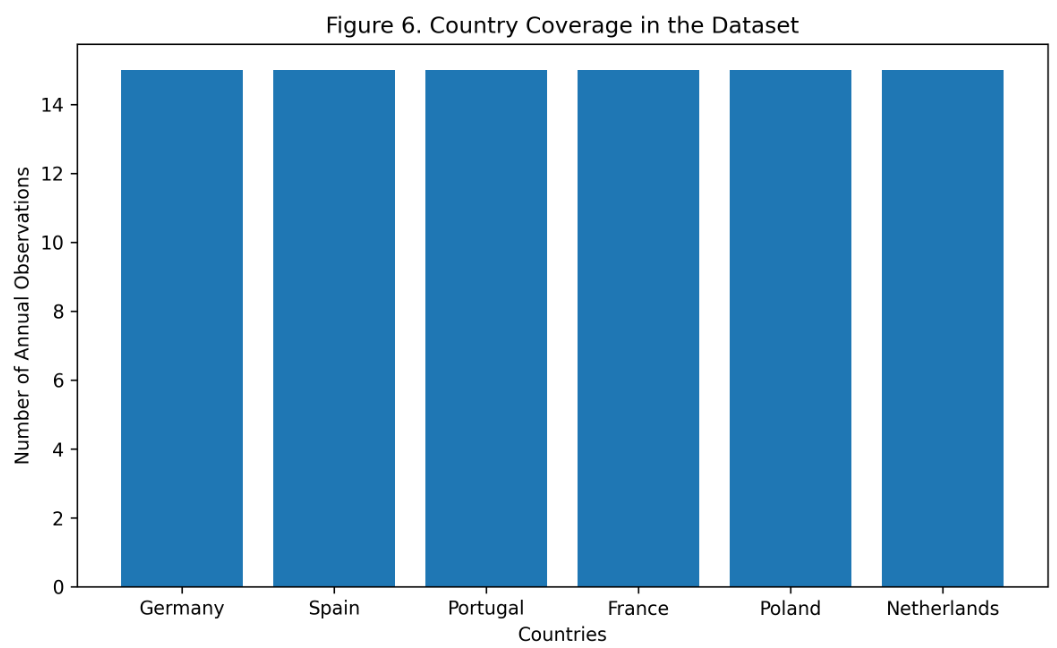 Figure 6. Country Coverage in the Dataset
Number of Annual Observations
14
12
10
8
6
4
2
0
Germany Spain Portugal France Poland Netherlands
Countries